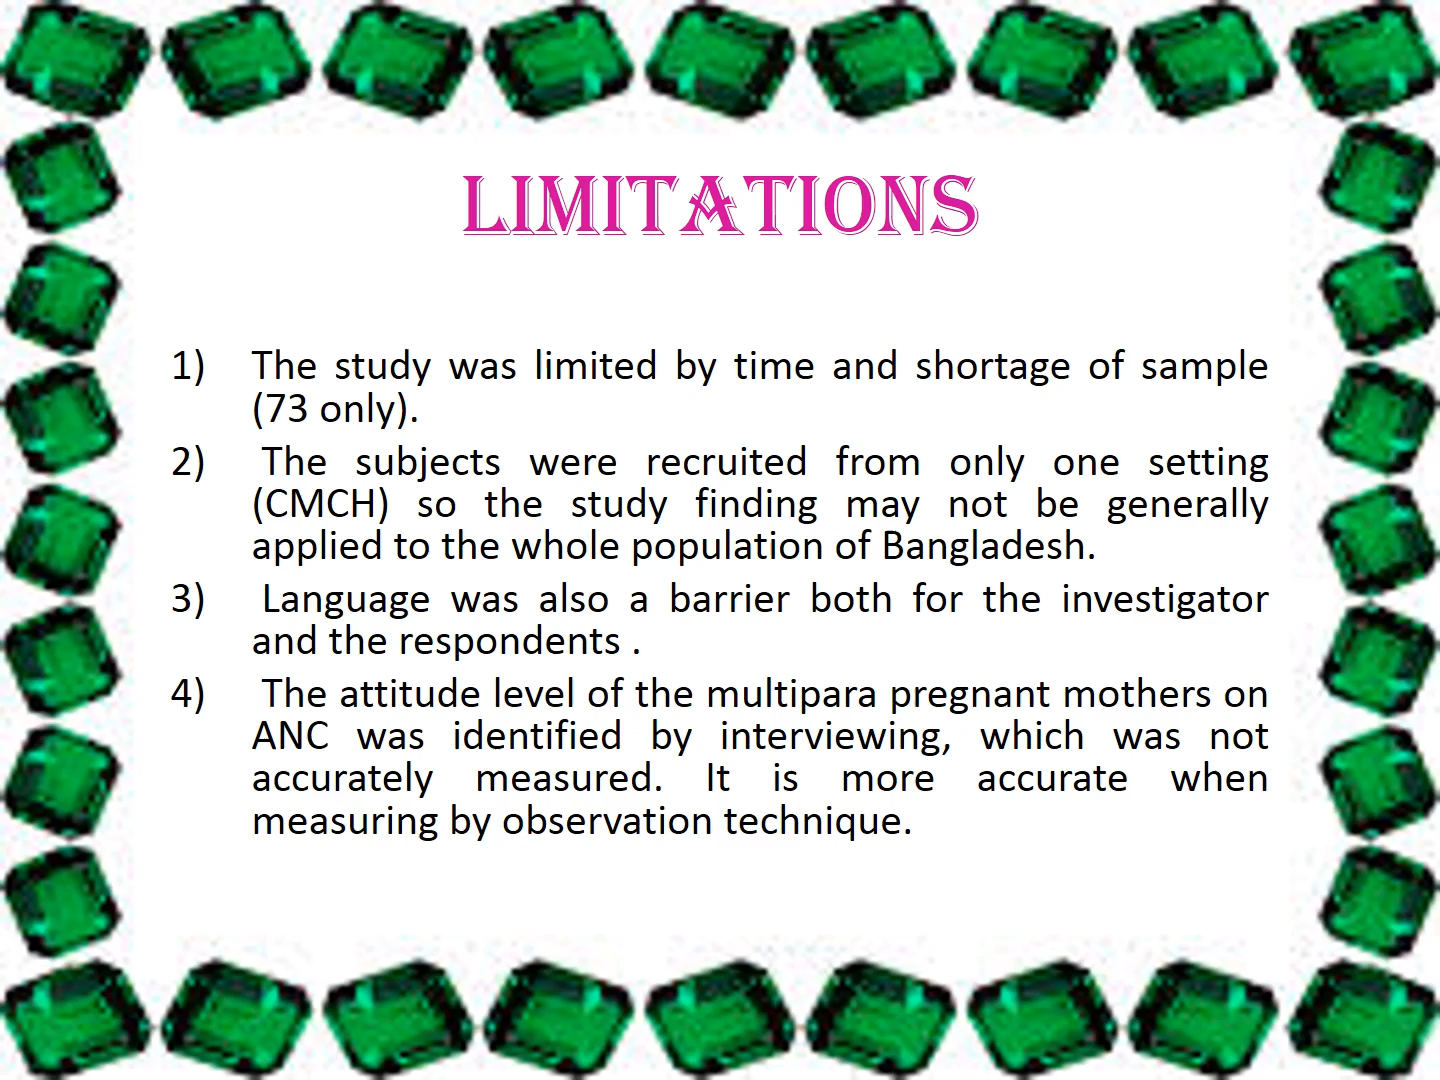 LIMITATIONS
1) The study was limited by time and shortage of sample
(73 only).
2) The subjects were recruited from only one setting
(CMCH) so the study finding may not be generally
applied to the whole population of Bangladesh.
3) Language was also a barrier both for the investigator
and the respondents .
4) The attitude level of the multipara pregnant mothers on
ANC was identified by interviewing, which was not
accurately measured. It is more accurate when
measuring by observation technique.